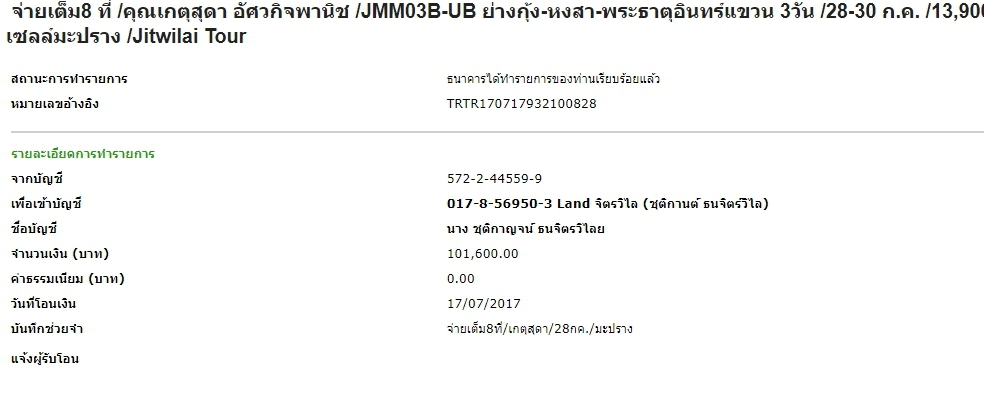 จ่ายเต็ม8 ที่ /คุณเกตุสุดา อัศวกิจพานิช /JMM03B-UB ย่างกุ้ง-หงสา-พระธาตุอินทร์แขวน 3วัน /28-30 ก.ค. /13,900
เซลล์มะปราง /Jitwilai Tour
สถานะการทำรายการ ธนาคารได้ทำรายการของท่านเรียบร้อยแล้ว
หมายเลขอ้างอิง TRTR170717932100828
รายละเอียดการทำรายการ
จากบัญชี 572-2-44559-9
เพื่อเข้าบัญชี 017-8-56950-3 Land จิตรวิไล (ชุติกานต์ ธนจิตร์วิไล)
ชื่อบัญชี นาง ชุติกาญจน์ ธนจิตรวิไลย
จำนวนเงิน (บาท) 101,600.00
ค่าธรรมเนียม (บาท) 0.00
วันที่โอนเงิน 17/07/2017
บันทึกช่วยจำ จ่ายเต็ม8ที่/เกตุสุดา/28กค./มะปราง
แจ้งผู้รับโอน